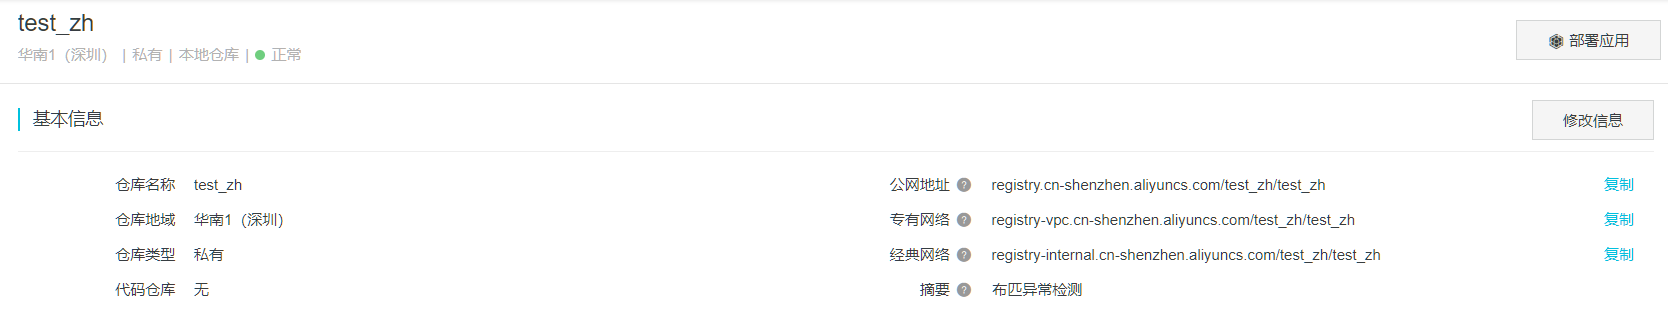 test_zh
华南1（深圳） | 私有 | 本地仓库 | 正常
部署应用
基本信息
修改信息
仓库名称 test_zh 公网地址 ? registry.cn-shenzhen.aliyuncs.com/test_zh/test_zh 复制
仓库地域 华南1（深圳） 专有网络 ? registry-vpc.cn-shenzhen.aliyuncs.com/test_zh/test_zh 复制
仓库类型 私有 经典网络 ? registry-internal.cn-shenzhen.aliyuncs.com/test_zh/test_zh 复制
代码仓库 无 摘要 ? 布匹异常检测